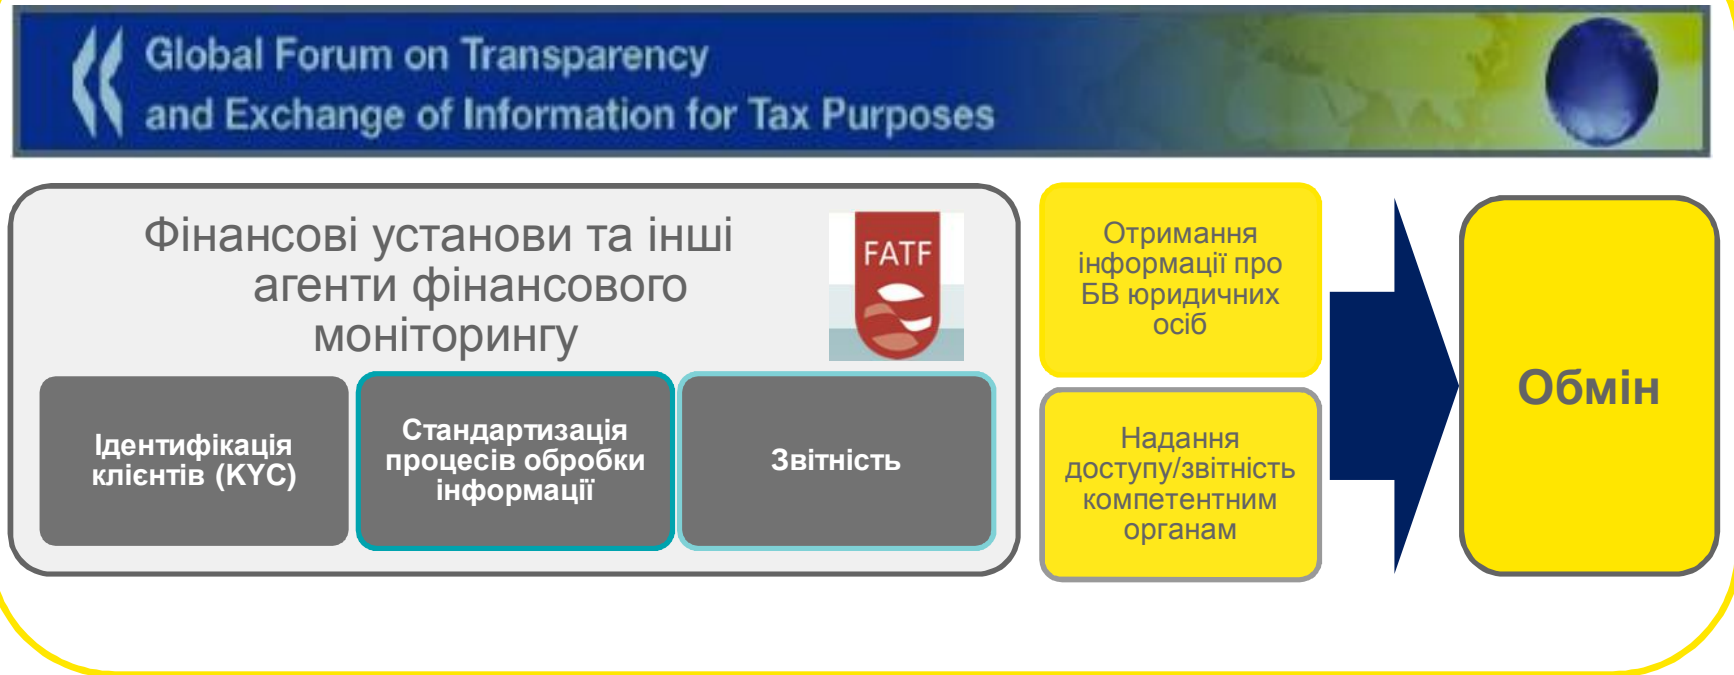 Global Forum on Transparency
and Exchange of Information for Tax Purposes
Фінансові установи та інші
агенти фінансового
моніторингу
FATF
Ідентифікація
клієнтів (KYC)
Стандартизація
процесів обробки
інформації
Звітність
Отримання
інформації про
БВ юридичних
осіб
Надання
доступу/звітність
компетентним
органам
Обмін